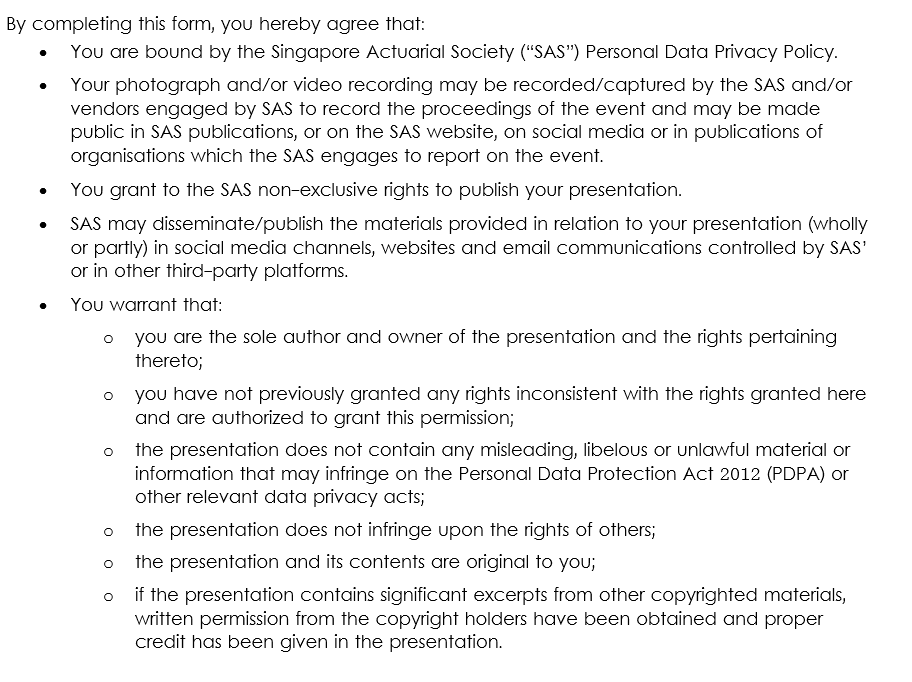 By completing this form, you hereby agree that:
• You are bound by the Singapore Actuarial Society (“SAS”) Personal Data Privacy Policy.
• Your photograph and/or video recording may be recorded/captured by the SAS and/or
vendors engaged by SAS to record the proceedings of the event and may be made
public in SAS publications, or on the SAS website, on social media or in publications of
organisations which the SAS engages to report on the event.
• You grant to the SAS non-exclusive rights to publish your presentation.
• SAS may disseminate/publish the materials provided in relation to your presentation (wholly
or partly) in social media channels, websites and email communications controlled by SAS’
or in other third-party platforms.
• You warrant that:
o you are the sole author and owner of the presentation and the rights pertaining
thereto;
o you have not previously granted any rights inconsistent with the rights granted here
and are authorized to grant this permission;
o the presentation does not contain any misleading, libelous or unlawful material or
information that may infringe on the Personal Data Protection Act 2012 (PDPA) or
other relevant data privacy acts;
o the presentation does not infringe upon the rights of others;
o the presentation and its contents are original to you;
o if the presentation contains significant excerpts from other copyrighted materials,
written permission from the copyright holders have been obtained and proper
credit has been given in the presentation.